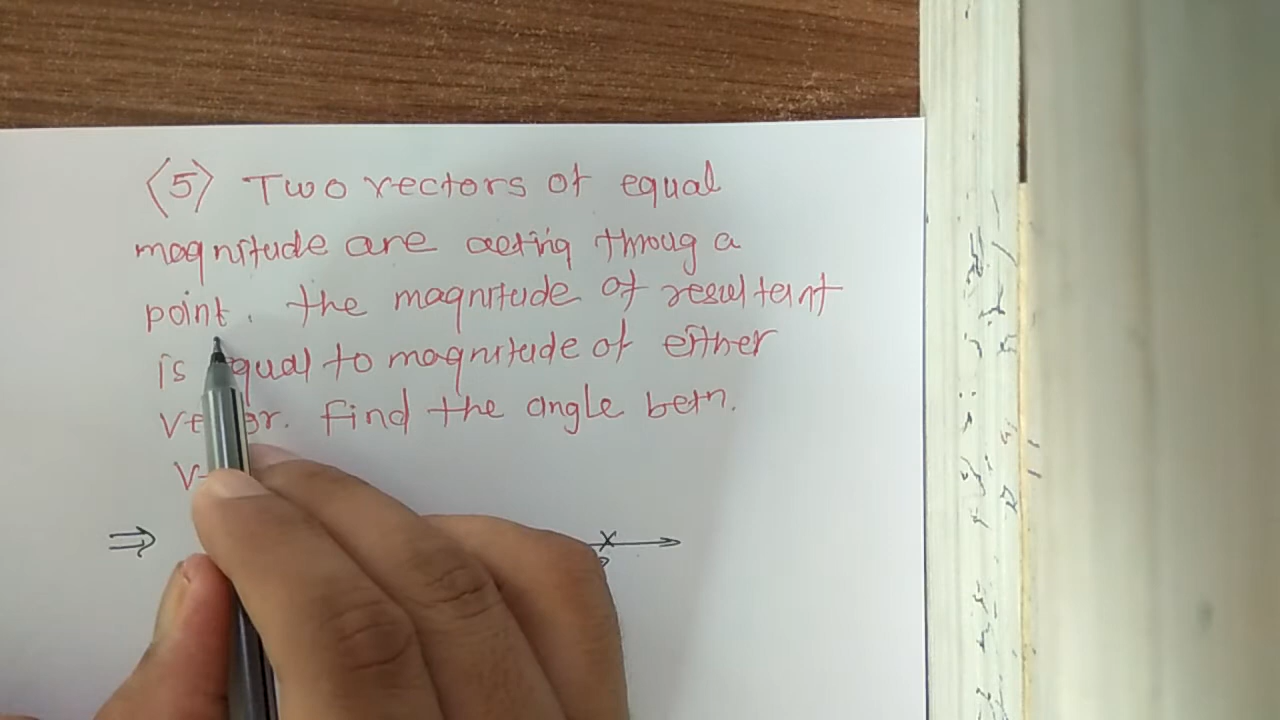 (5) Two vectors of equal
magnitude are acting throug a
point. the magnitude of resultant
is equal to magnitude of either
find the angle betn.
⇒